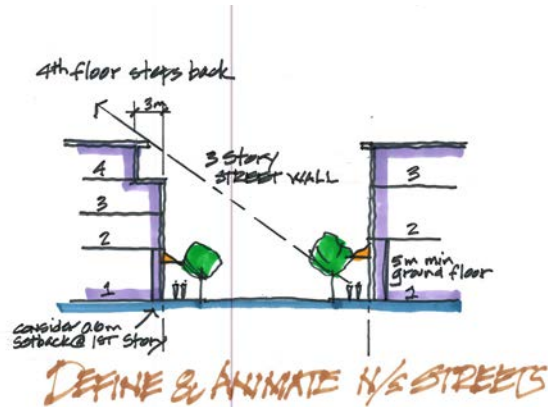 4th floor steps back
3m
3 Story
STREET WALL
4
3
2
1
3
2
1
5m min
ground floor
consider 0.6m
setback @ 1ST Story
DEFINE & ANIMATE N/S STREETS